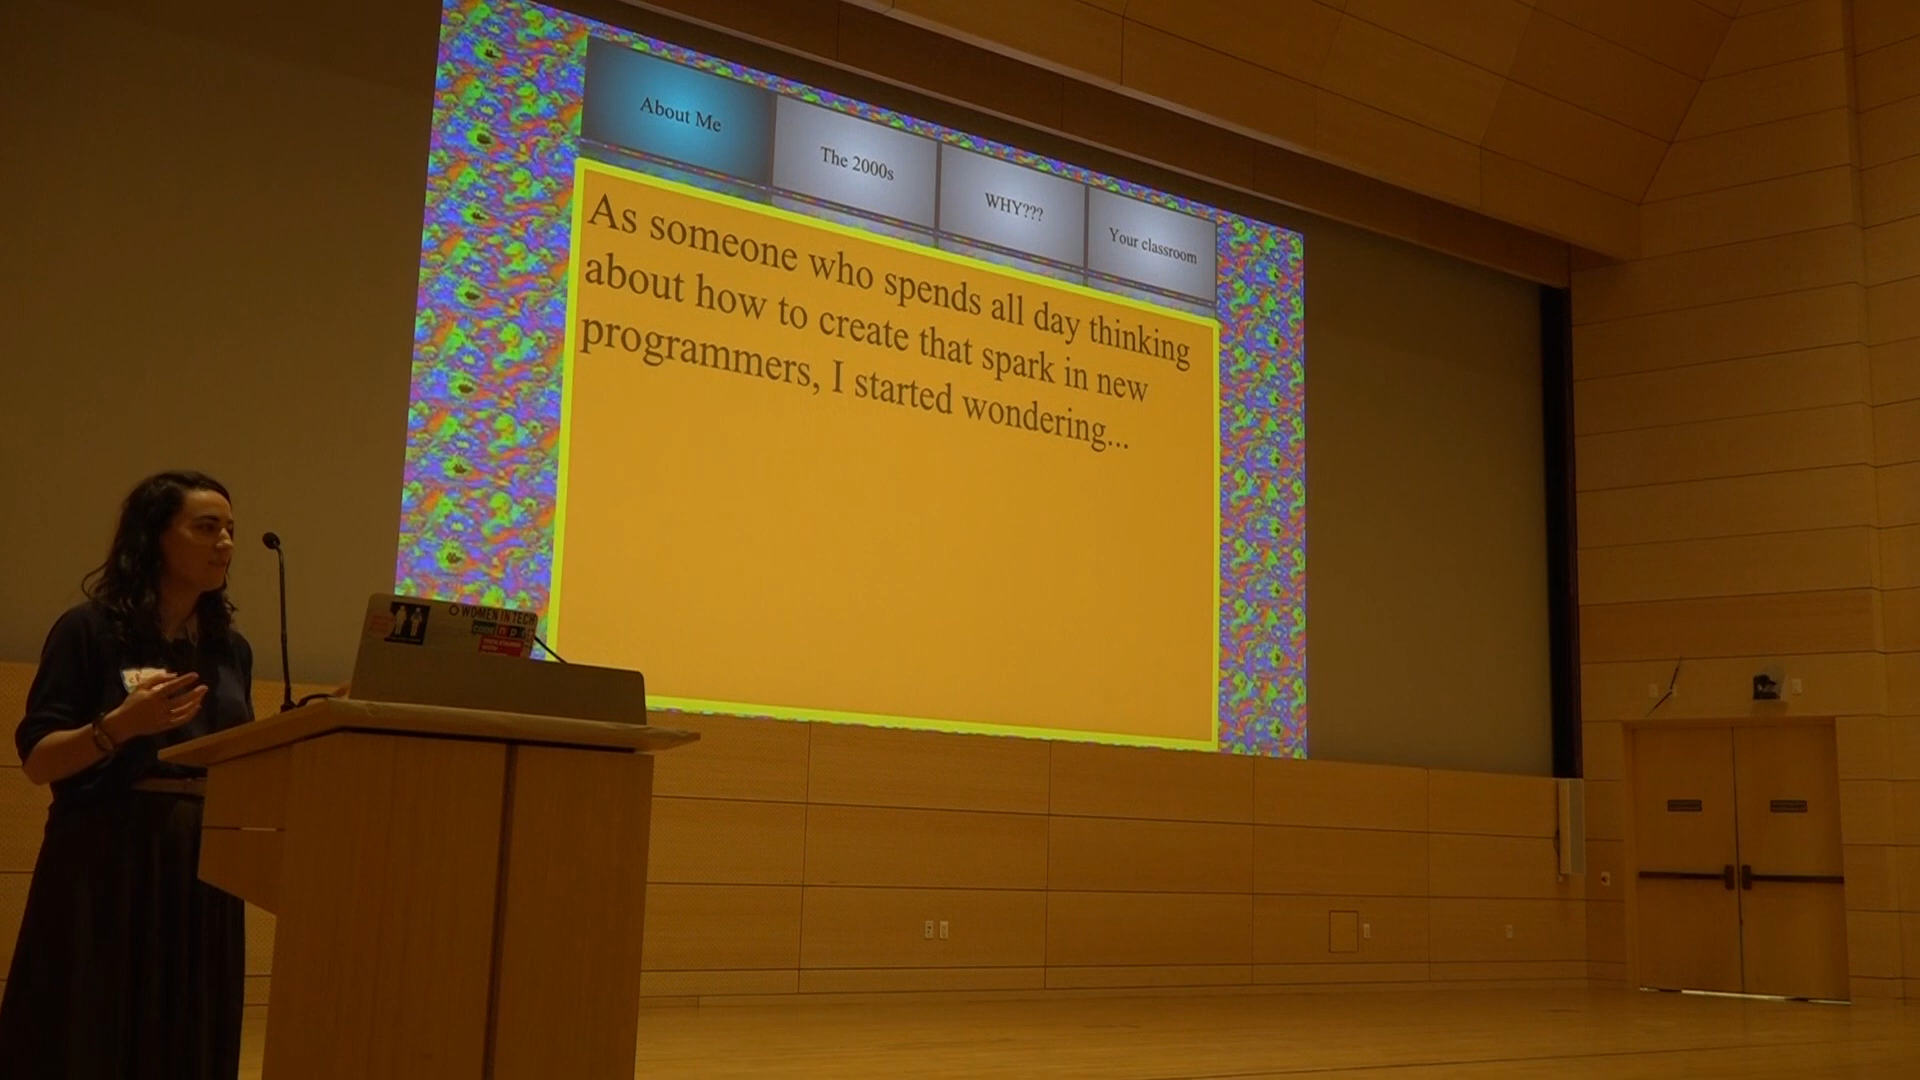 About Me
The 2000s
WHY???
Your classroom
As someone who spends all day thinking
about how to create that spark in new
programmers, I started wondering...
WOMEN IN TECH